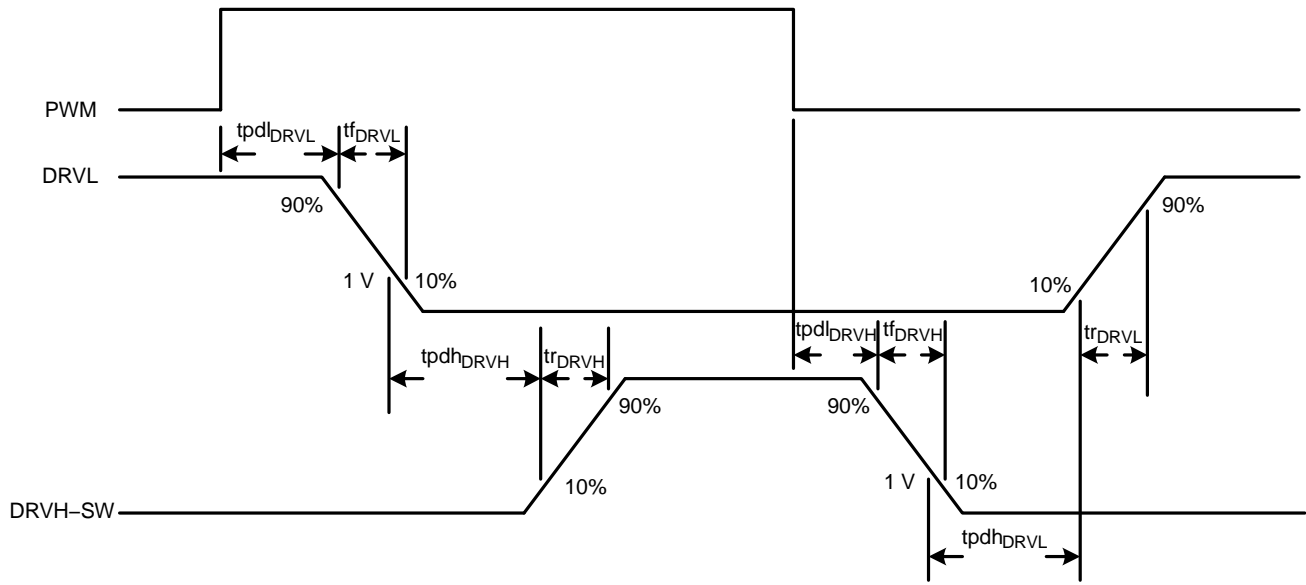 PWM
tpdlDRVL tfDRVL
DRVL
90% 90%
1 V 10% 10%
tpdlDRVH tfDRVH
trDRVL
tpdhDRVH trDRVH
90% 90%
1 V 10%
10%
DRVH–SW
tpdhDRVL